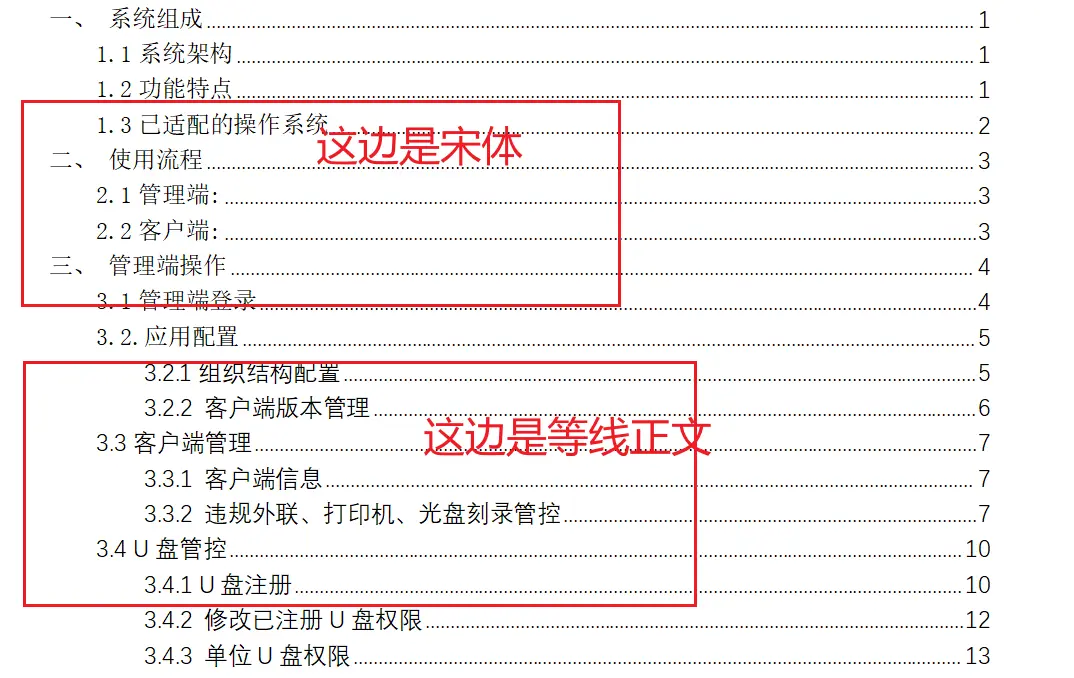 一、 系统组成........................1
1.1 系统架构........................1
1.2 功能特点........................1
1.3 已适配的操作系统........................2
这边是宋体
二、 使用流程........................3
2.1 管理端:........................3
2.2 客户端:........................3
三、 管理端操作........................4
3.1 管理端登录........................4
3.2.应用配置........................5
3.2.1 组织结构配置........................5
3.2.2 客户端版本管理........................6
这边是等线正文
3.3 客户端管理........................7
3.3.1 客户端信息........................7
3.3.2 违规外联、打印机、光盘刻录管控........................7
3.4 U 盘管控........................10
3.4.1 U 盘注册........................10
3.4.2 修改已注册 U 盘权限........................12
3.4.3 单位 U 盘权限........................13